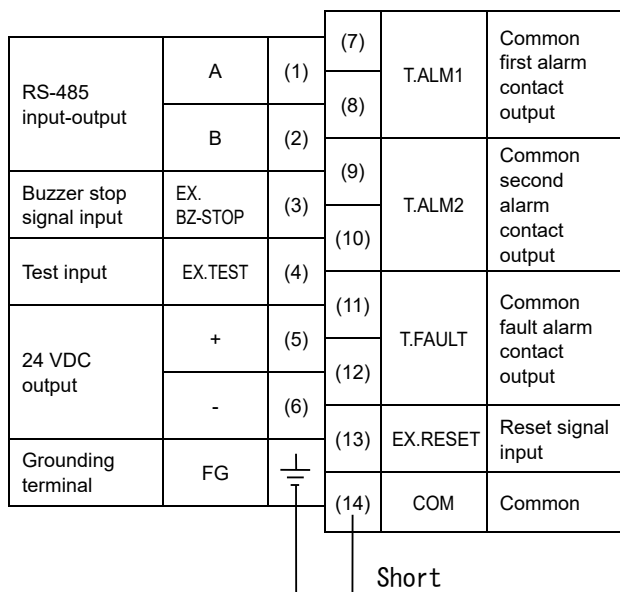 RS-485
input-output
A
(1)
B
(2)
Buzzer stop
signal input
EX.
BZ-STOP
(3)
Test input
EX.TEST
(4)
24 VDC
output
+
(5)
-
(6)
Grounding
terminal
FG
(7)
(8)
T.ALM1
Common
first alarm
contact
output
(9)
(10)
T.ALM2
Common
second
alarm
contact
output
(11)
(12)
T.FAULT
Common
fault alarm
contact
output
(13)
EX.RESET
Reset signal
input
(14)
COM
Common
Short